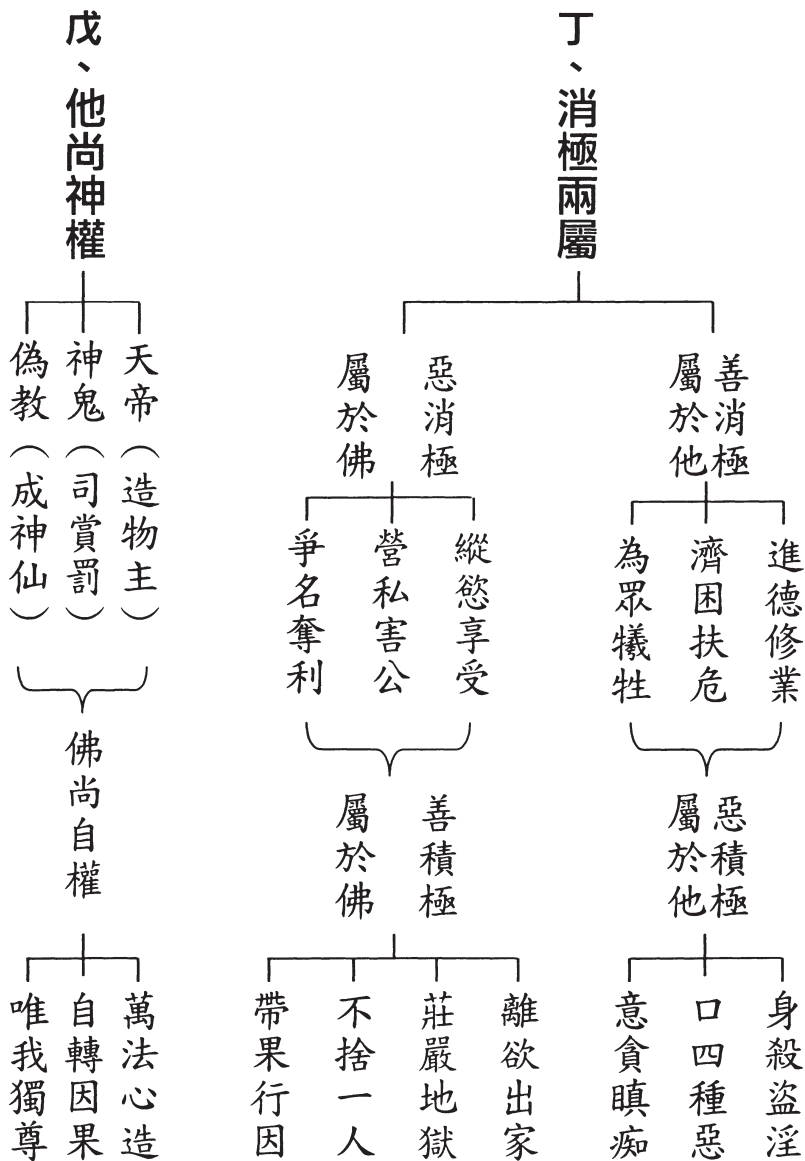 丁、消極兩屬
善消極
屬於他
進德修業
濟困扶危
為眾犧牲
惡積極
屬於他
身殺盜淫
口四種惡
意貪瞋痴
惡消極
屬於佛
縱慾享受
營私害公
爭名奪利
善積極
屬於佛
離欲出家
莊嚴地獄
不捨一人
帶果行因
戊、他尚神權
天帝（造物主）
神鬼（司賞罰）
偽教（成神仙）
佛尚自權
萬法心造
自轉因果
唯我獨尊